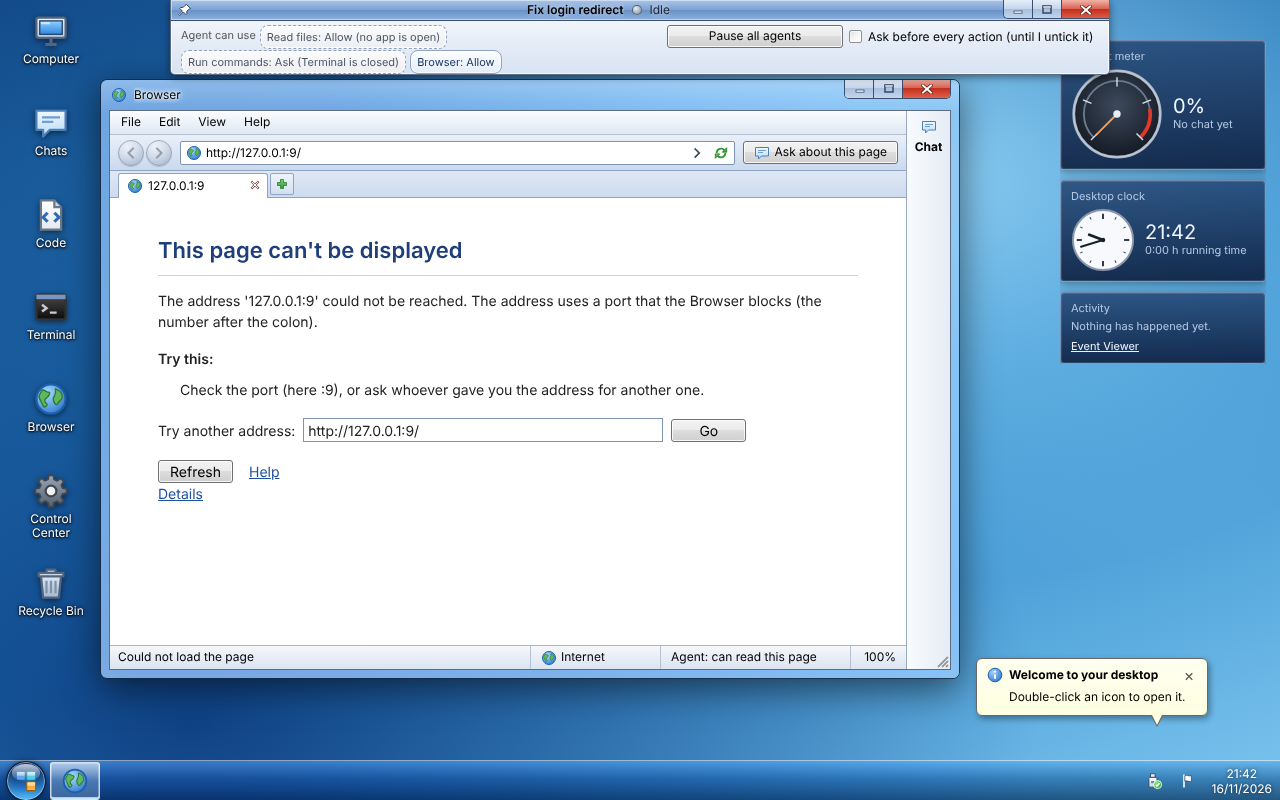 Fix login redirect Idle
Agent can use Read files: Allow (no app is open)
Run commands: Ask (Terminal is closed) Browser: Allow
Pause all agents Ask before every action (until I untick it)
Computer
Chats
Code
Terminal
Browser
Control
Center
Recycle Bin
Browser
File Edit View Help
http://127.0.0.1:9/
Ask about this page
127.0.0.1:9
Chat
This page can't be displayed
The address '127.0.0.1:9' could not be reached. The address uses a port that the Browser blocks (the
number after the colon).
Try this:
Check the port (here :9), or ask whoever gave you the address for another one.
Try another address: http://127.0.0.1:9/ Go
Refresh Help
Details
Could not load the page Internet Agent: can read this page 100%
meter
0%
No chat yet
Desktop clock
21:42
0:00 h running time
Activity
Nothing has happened yet.
Event Viewer
Welcome to your desktop
Double-click an icon to open it.
21:42
16/11/2026